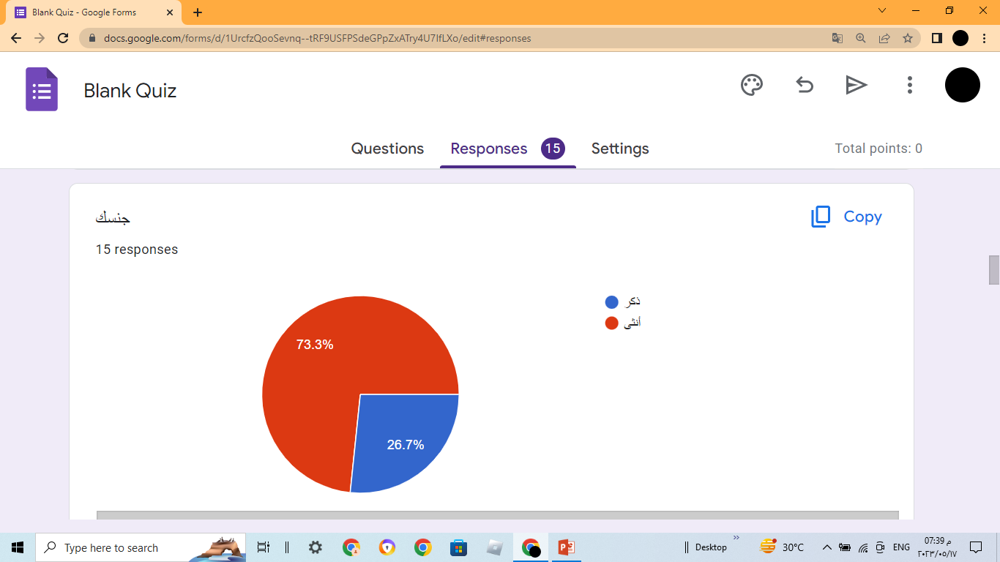 Blank Quiz - Google Forms
docs.google.com/forms/d/1UrcfzQooSevnq--tRF9USFPSdeGPpZxATry4U7lfLXo/edit#responses
Blank Quiz
Questions Responses 15 Settings Total points: 0
جنسك
Copy
15 responses
ذكر
أنثى
73.3%
26.7%
Type here to search
Desktop
30°C
ENG
07:39 م
٢٠٢٣/٠٥/١٧